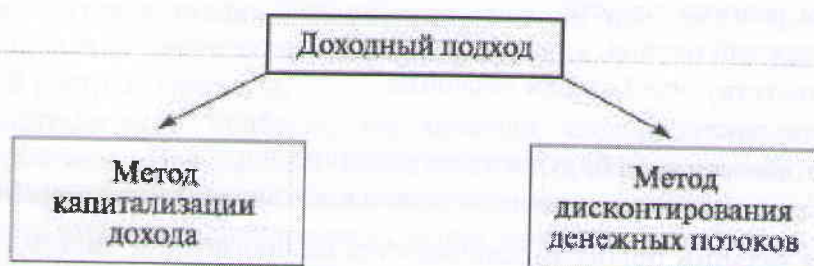 Доходный подход
Метод
капитализации
дохода
Метод
дисконтирования
денежных потоков